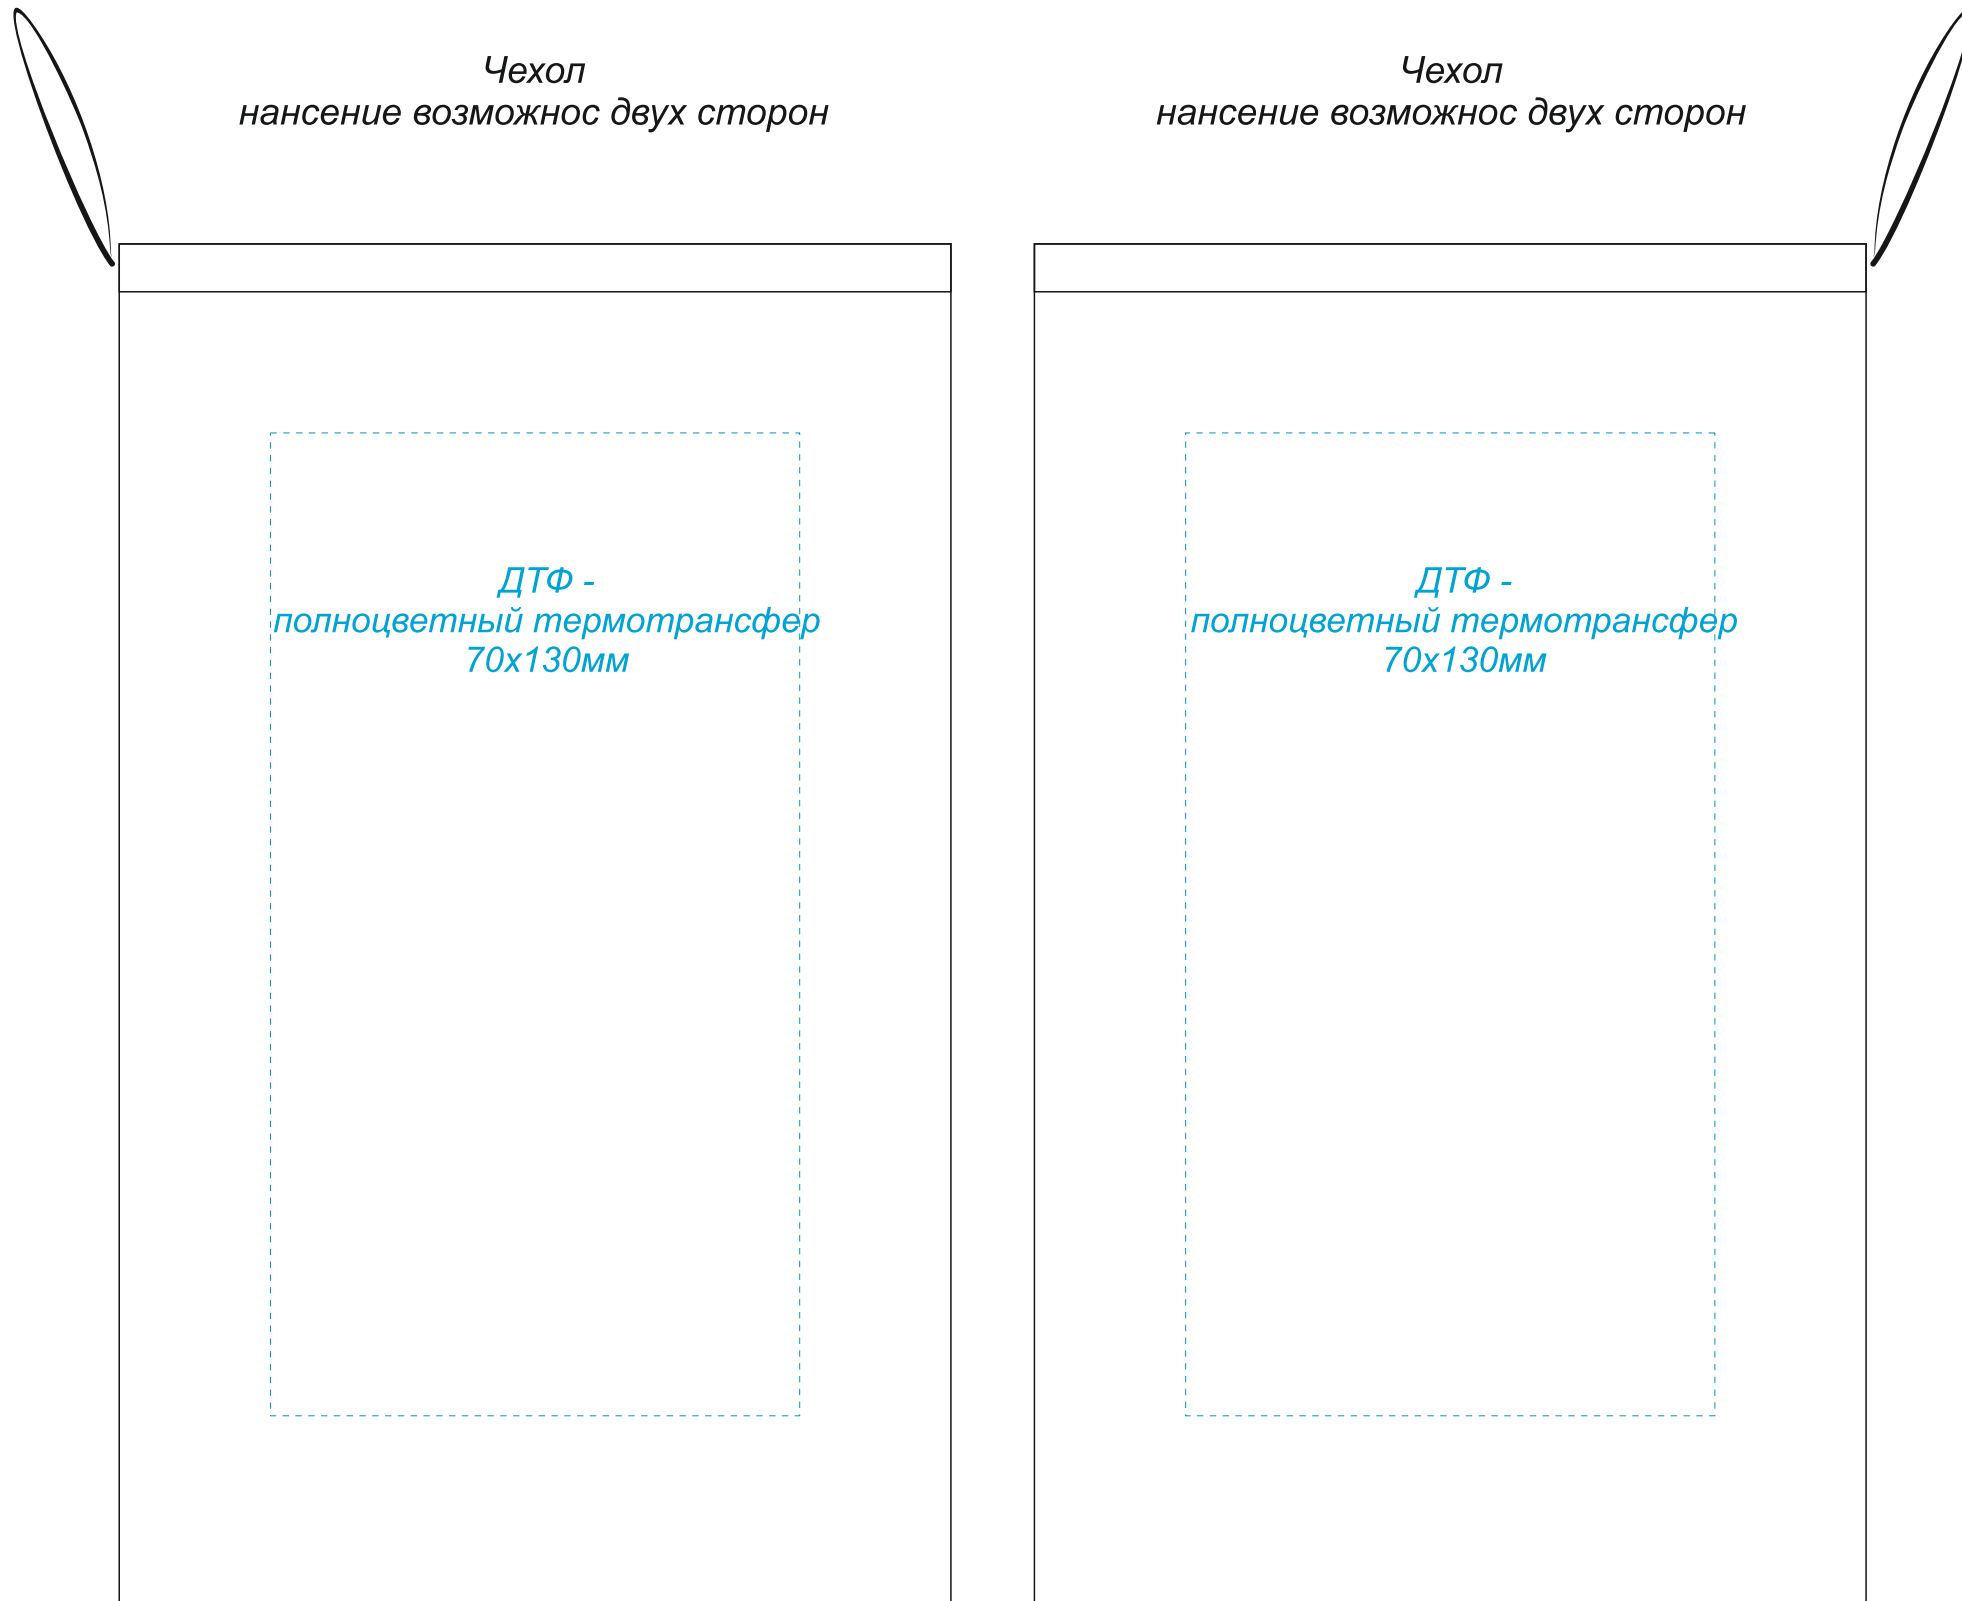 Чехол
нансение возможнос двух сторон
ДТФ -
полноцветный термотрансфер
70х130мм
Чехол
нансение возможнос двух сторон
ДТФ -
полноцветный термотрансфер
70х130мм